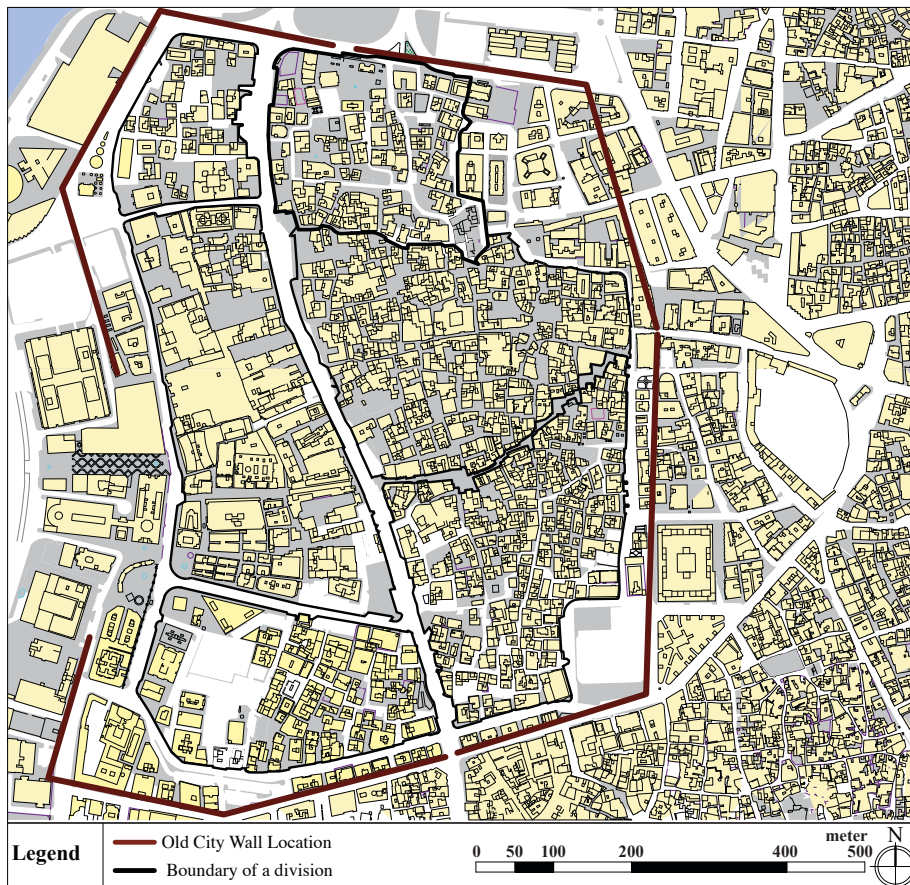 Legend
Old City Wall Location
Boundary of a division
meter
0 50 100 200 400 500
N